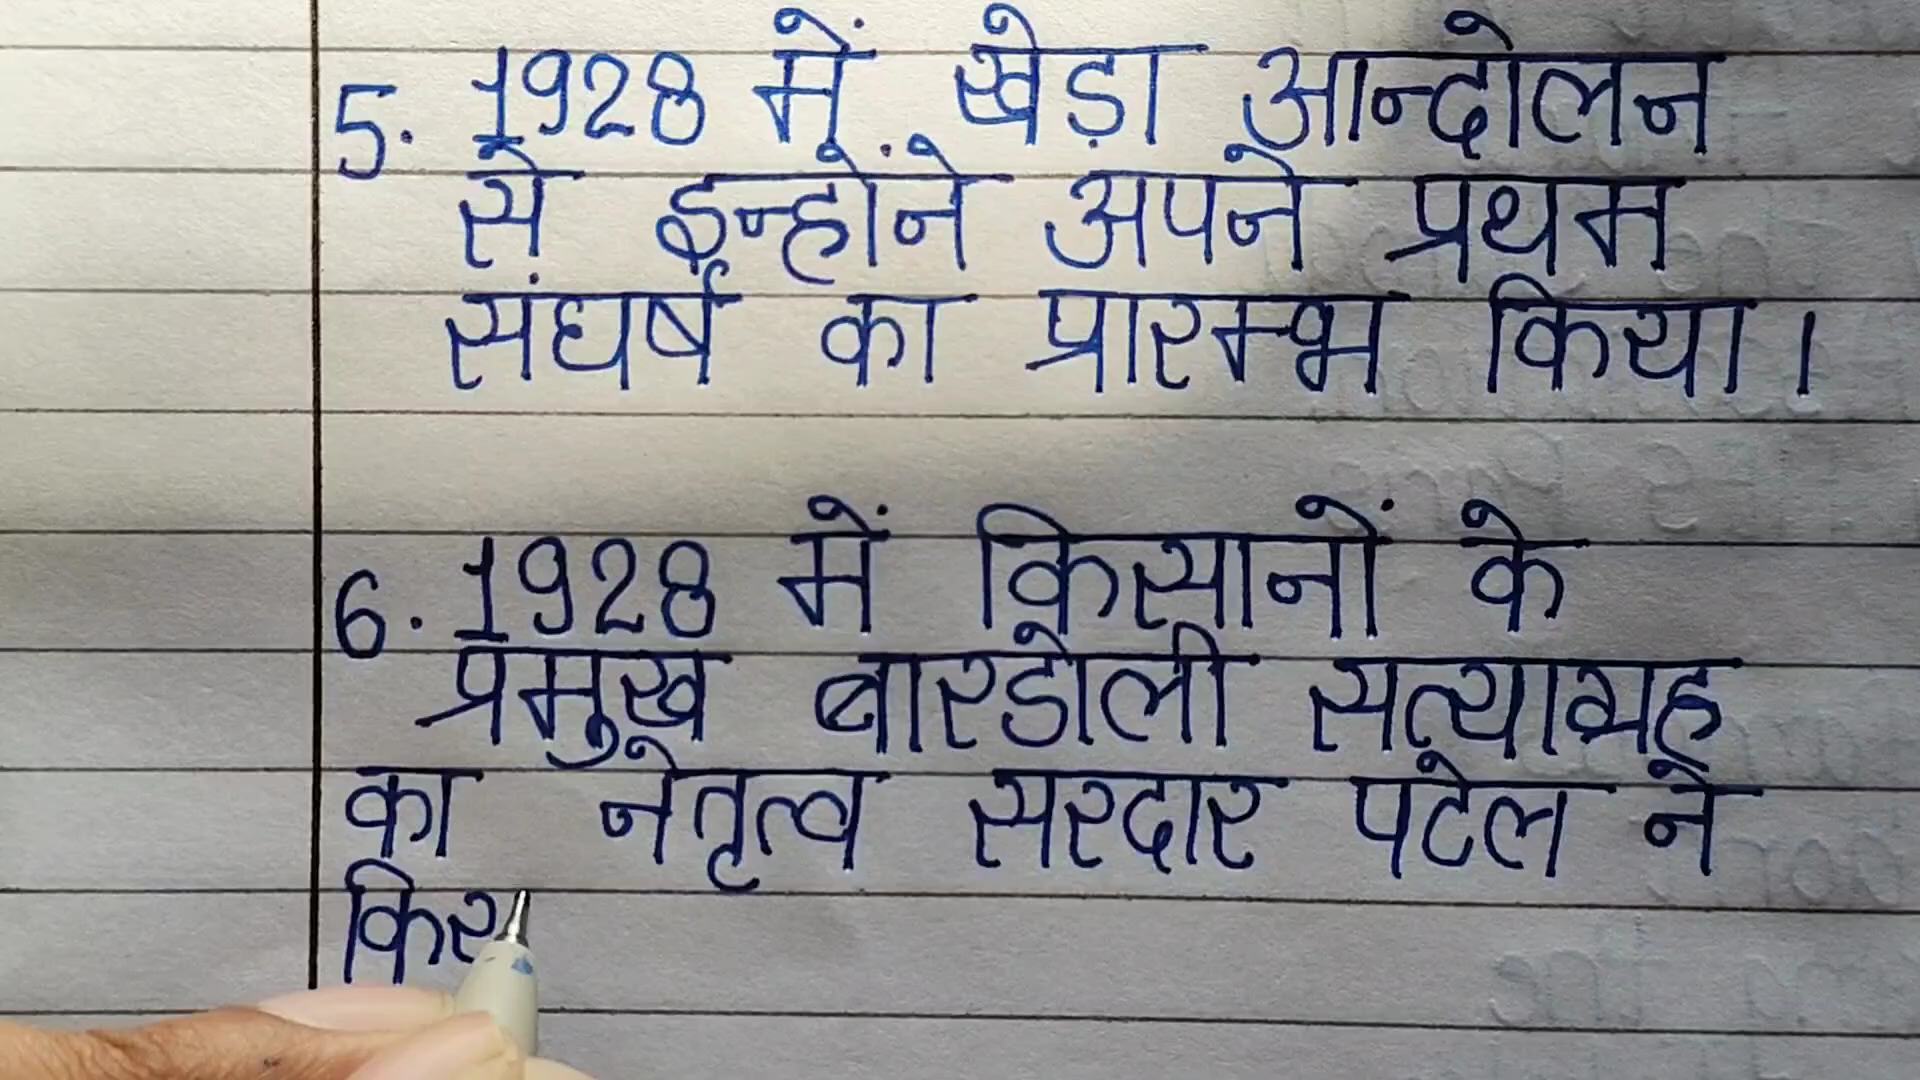 5. 1928 में खेड़ा आन्दोलन
से इन्होंने अपने प्रथम
संघर्ष का प्रारम्भ किया।
6. 1928 में किसानों के
प्रमुख बारडोली सत्याग्रह
का नेतृत्व सरदार पटेल ने